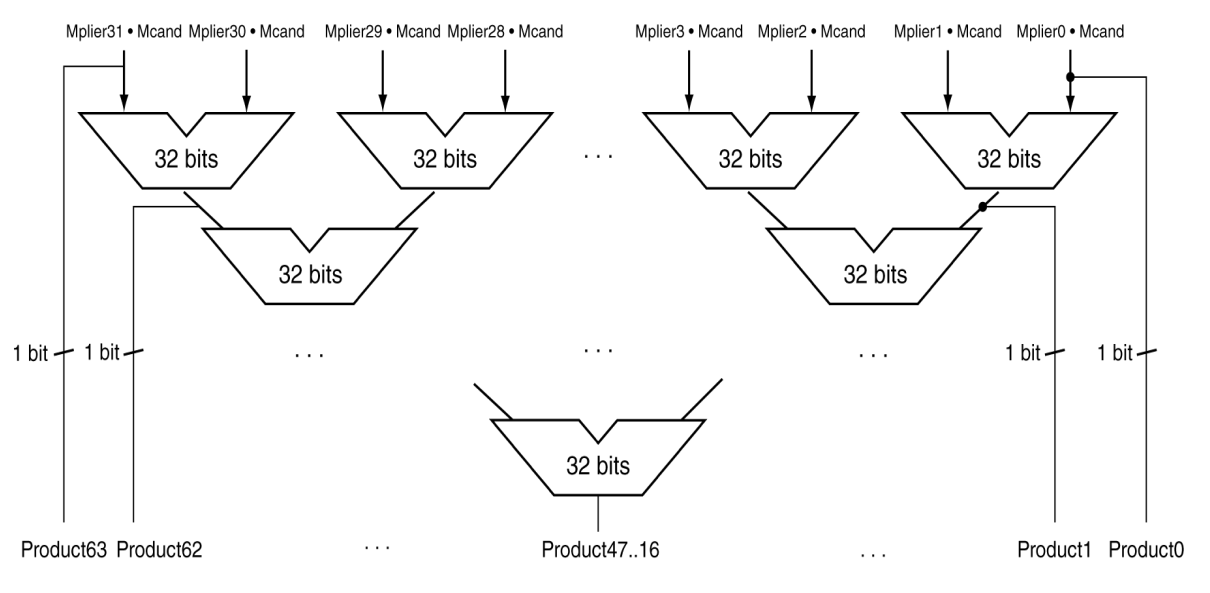 Mplier31 • Mcand Mplier30 • Mcand Mplier29 • Mcand Mplier28 • Mcand Mplier3 • Mcand Mplier2 • Mcand Mplier1 • Mcand Mplier0 • Mcand
32 bits 32 bits . . . 32 bits 32 bits
32 bits 32 bits
1 bit 1 bit . . . . . . . . . 1 bit 1 bit
32 bits
Product63 Product62 . . . Product47..16 . . . Product1 Product0